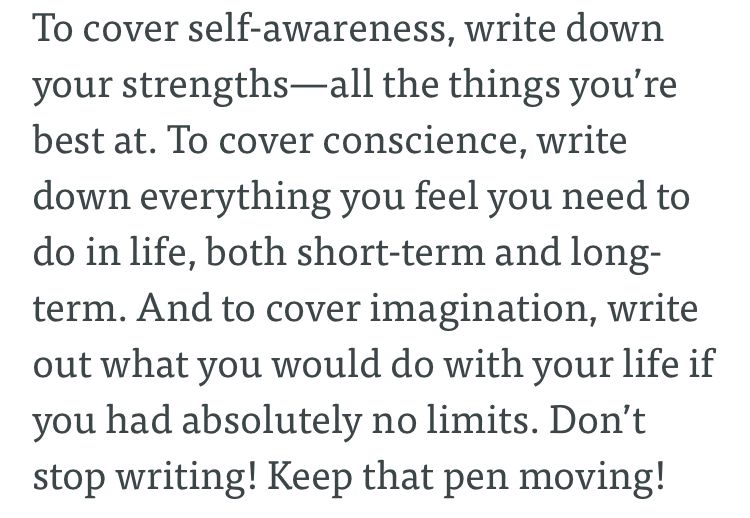 To cover self-awareness, write down
your strengths—all the things you’re
best at. To cover conscience, write
down everything you feel you need to
do in life, both short-term and long-
term. And to cover imagination, write
out what you would do with your life if
you had absolutely no limits. Don’t
stop writing! Keep that pen moving!